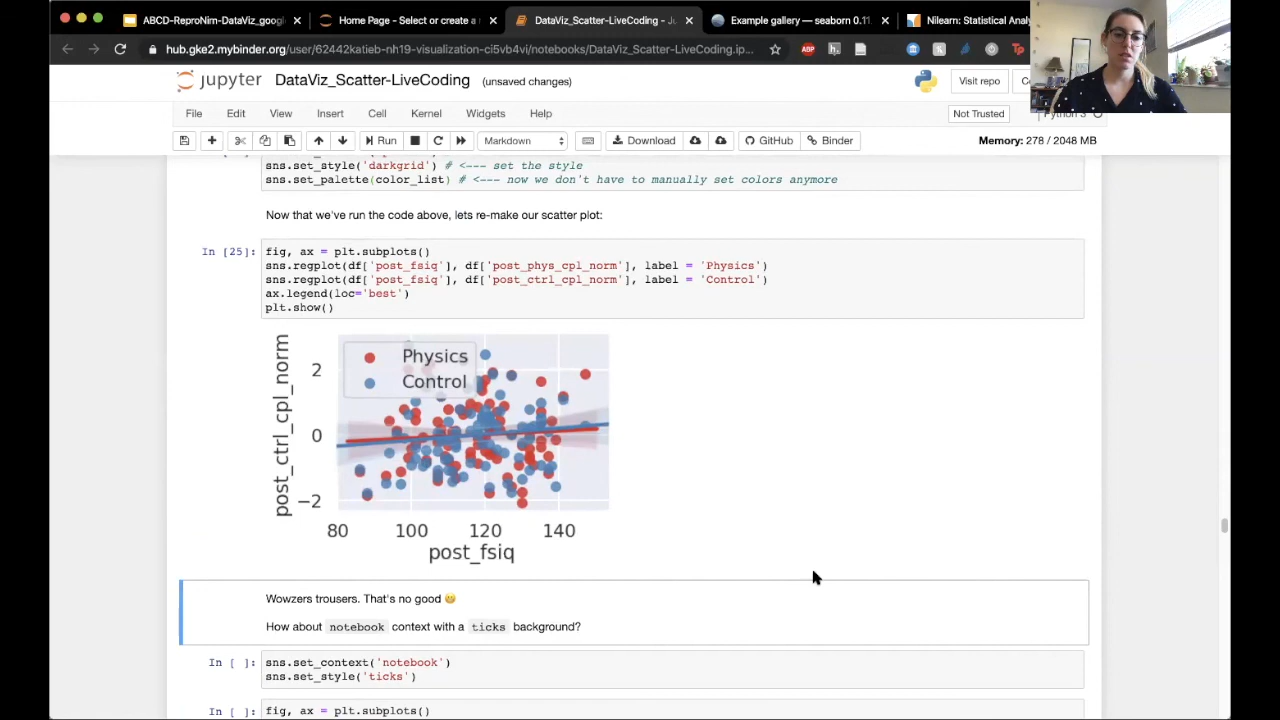 ABCD-ReproNim-DataViz_goog
Home Page - Select or create a
DataViz_Scatter-LiveCoding - Ju
Example gallery — seaborn 0.11.
Nilearn: Statistical Analy
hub.gke2.mybinder.org/user/62442katieb-nh19-visualization-ci5vb4vi/notebooks/DataViz_Scatter-LiveCoding.ip...
ABP
h.
jupyter DataViz_Scatter-LiveCoding (unsaved changes)
Visit repo
File Edit View Insert Cell Kernel Widgets Help
Not Trusted
Run Markdown Download GitHub Binder
Memory: 278 / 2048 MB
sns.set_style('darkgrid') # <--- set the style
sns.set_palette(color_list) # <--- now we don't have to manually set colors anymore
Now that we've run the code above, lets re-make our scatter plot:
In [25]: fig, ax = plt.subplots()
sns.regplot(df['post_fsiq'], df['post_phys_cpl_norm'], label = 'Physics')
sns.regplot(df['post_fsiq'], df['post_ctrl_cpl_norm'], label = 'Control')
ax.legend(loc='best')
plt.show()
post_ctrl_cpl_norm
2
0
−2
Physics
Control
80 100 120 140
post_fsiq
Wowzers trousers. That's no good
How about notebook context with a ticks background?
In [ ]: sns.set_context('notebook')
sns.set_style('ticks')
In [ ]: fig, ax = plt.subplots()